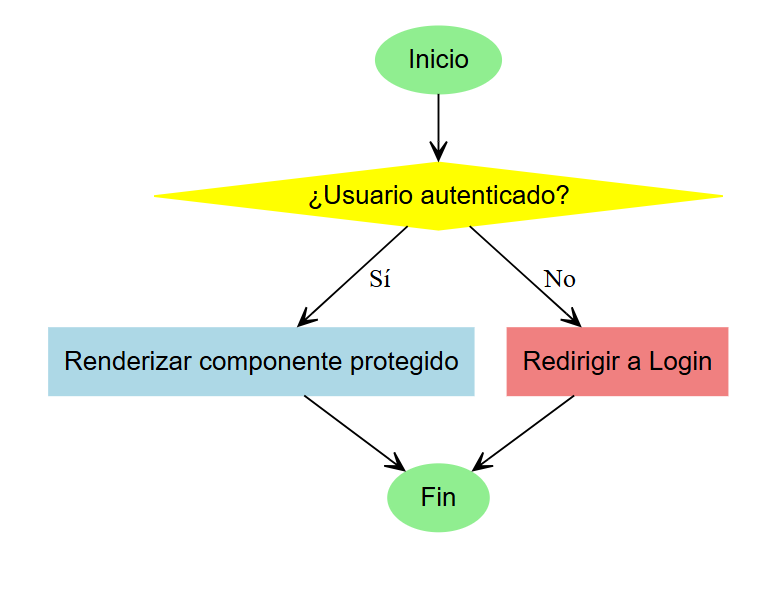 Inicio
¿Usuario autenticado?
Sí
No
Renderizar componente protegido
Redirigir a Login
Fin